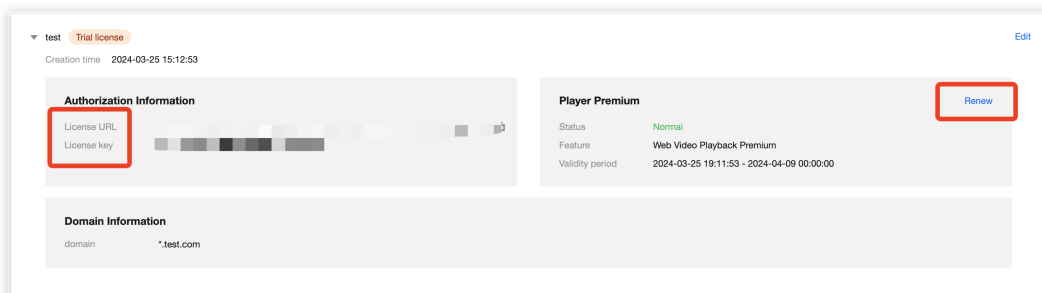 test Trial license Edit
Creation time 2024-03-25 15:12:53
Authorization Information
License URL
License key
Player Premium Renew
Status Normal
Feature Web Video Playback Premium
Validity period 2024-03-25 19:11:53 - 2024-04-09 00:00:00
Domain Information
domain *.test.com